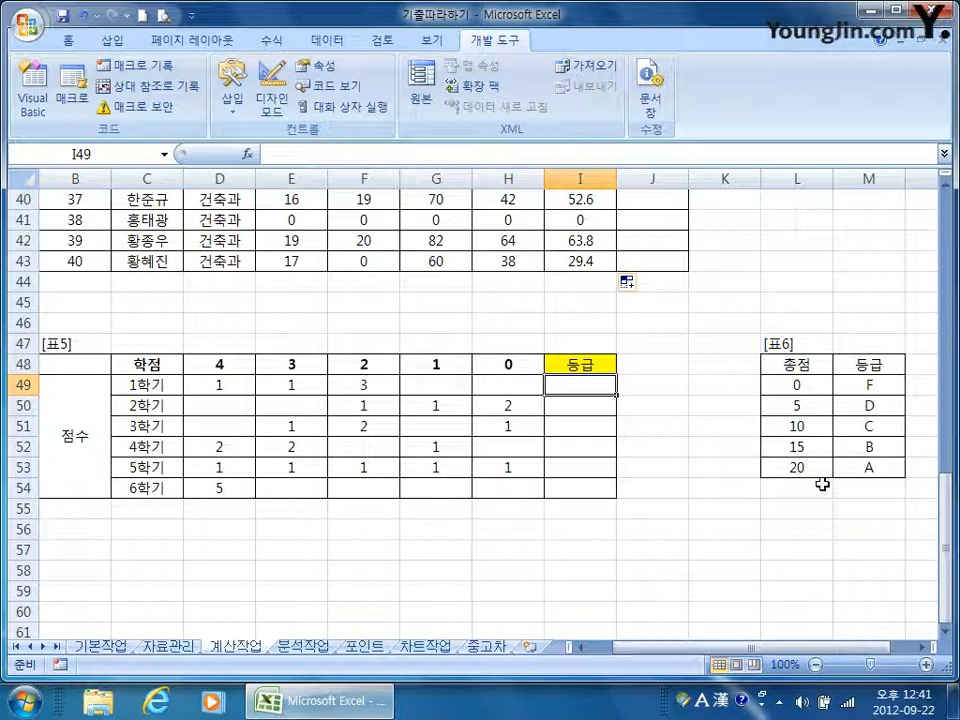 기출따라하기 - Microsoft Excel
Younglin.com Y.
홈 삽입 페이지 레이아웃 수식 데이터 검토 보기 개발 도구
Visual Basic 매크로 매크로 기록 상대 참조로 기록 매크로 보안 코드
삽입 디자인 모드 속성 코드 보기 대화 상자 실행 컨트롤
원본 맵 속성 확장 팩 데이터 새로 고침 가져오기 내보내기 XML
문서 창 수정
I49 fx
B C D E F G H I J K L M
40 37 한준규 건축과 16 19 70 42 52.6
41 38 홍태광 건축과 0 0 0 0 0
42 39 황종우 건축과 19 20 82 64 63.8
43 40 황혜진 건축과 17 0 60 38 29.4
44
45
46
47 [표5] [표6]
48 학점 4 3 2 1 0 등급 총점 등급
49 1학기 1 1 3 0 F
50 2학기 1 1 2 5 D
51 점수 3학기 1 2 1 10 C
52 4학기 2 2 1 15 B
53 5학기 1 1 1 1 1 20 A
54 6학기 5
55
56
57
58
59
60
61
기본작업 자료관리 계산작업 분석작업 포인트 차트작업 중고차
준비 100%
Microsoft Excel - ... A 漢 오후 12:41
2012-09-22